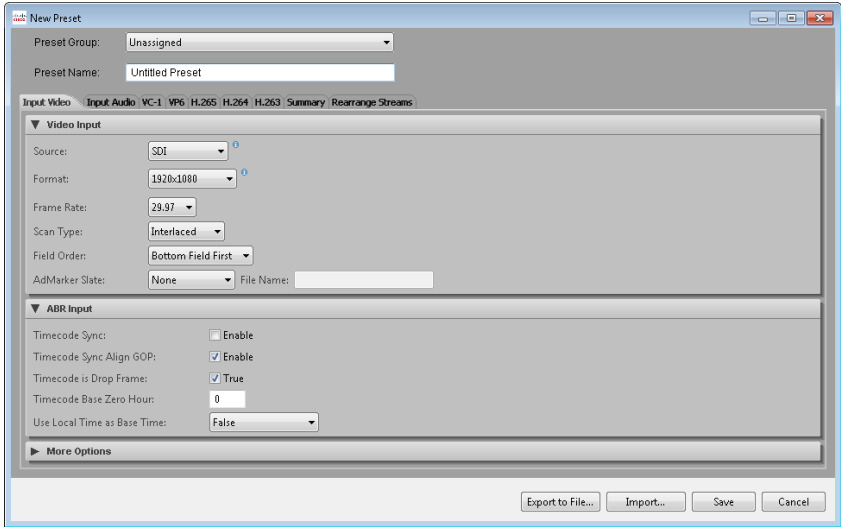 cisco New Preset
Preset Group: Unassigned
Preset Name: Untitled Preset
Input Video Input Audio VC-1 VP6 H.265 H.264 H.263 Summary Rearrange Streams
Video Input
Source: SDI
Format: 1920x1080
Frame Rate: 29.97
Scan Type: Interlaced
Field Order: Bottom Field First
AdMarker Slate: None File Name:
ABR Input
Timecode Sync: Enable
Timecode Sync Align GOP: Enable
Timecode is Drop Frame: True
Timecode Base Zero Hour: 0
Use Local Time as Base Time: False
More Options
Export to File... Import... Save Cancel